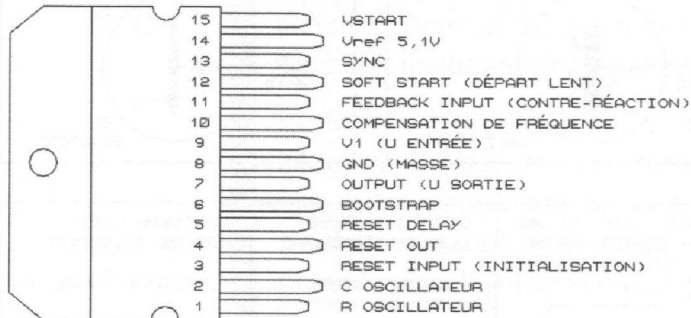 15 VSTART
14 Vref 5,1V
13 SYNC
12 SOFT START (DÉPART LENT)
11 FEEDBACK INPUT (CONTRE-RÉACTION)
10 COMPENSATION DE FRÉQUENCE
9 V1 (U ENTRÉE)
8 GND (MASSE)
7 OUTPUT (U SORTIE)
6 BOOTSTRAP
5 RESET DELAY
4 RESET OUT
3 RESET INPUT (INITIALISATION)
2 C OSCILLATEUR
1 R OSCILLATEUR